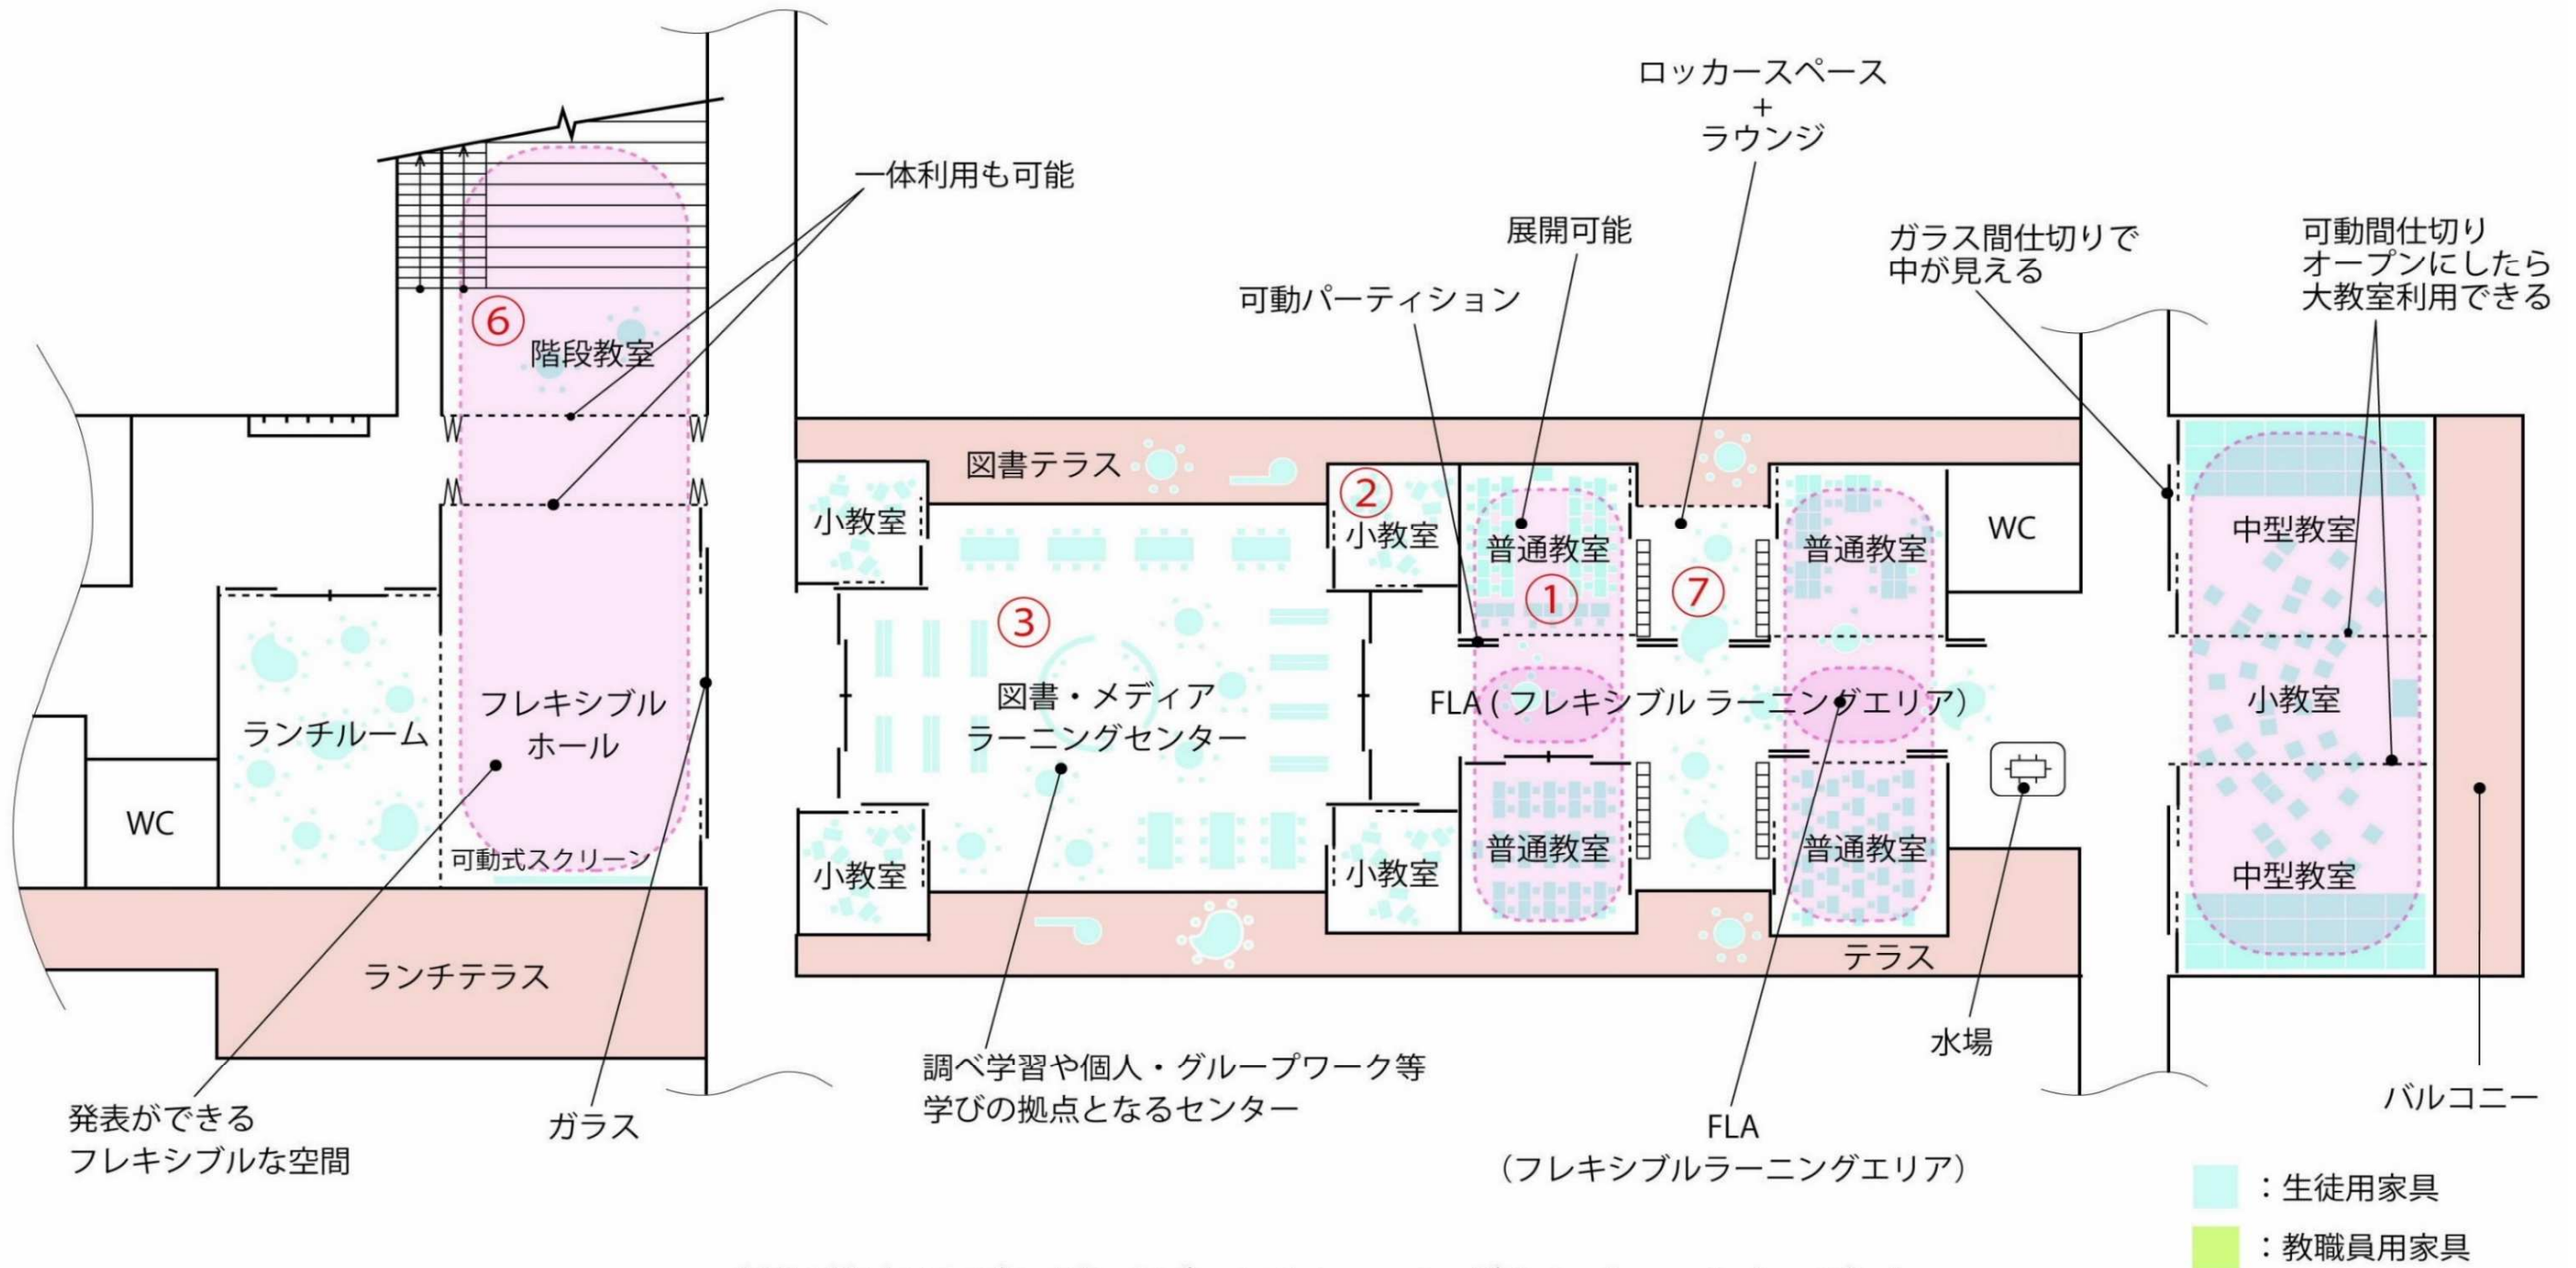 ロッカースペース
+
ラウンジ
一体利用も可能
展開可能
ガラス間仕切りで
中が見える
可動間仕切り
オープンにしたら
大教室利用できる
可動パーティション
⑥
階段教室
図書テラス
小教室
②
小教室
普通教室
①
⑦
普通教室
WC
中型教室
③
図書・メディア
ラーニングセンター
FLA ( フレキシブル ラーニングエリア）
小教室
ランチルーム
フレキシブル
ホール
WC
可動式スクリーン
小教室
小教室
普通教室
普通教室
中型教室
ランチテラス
テラス
水場
調べ学習や個人・グループワーク等
学びの拠点となるセンター
発表ができる
フレキシブルな空間
ガラス
FLA
（フレキシブルラーニングエリア）
バルコニー
：生徒用家具
：教職員用家具